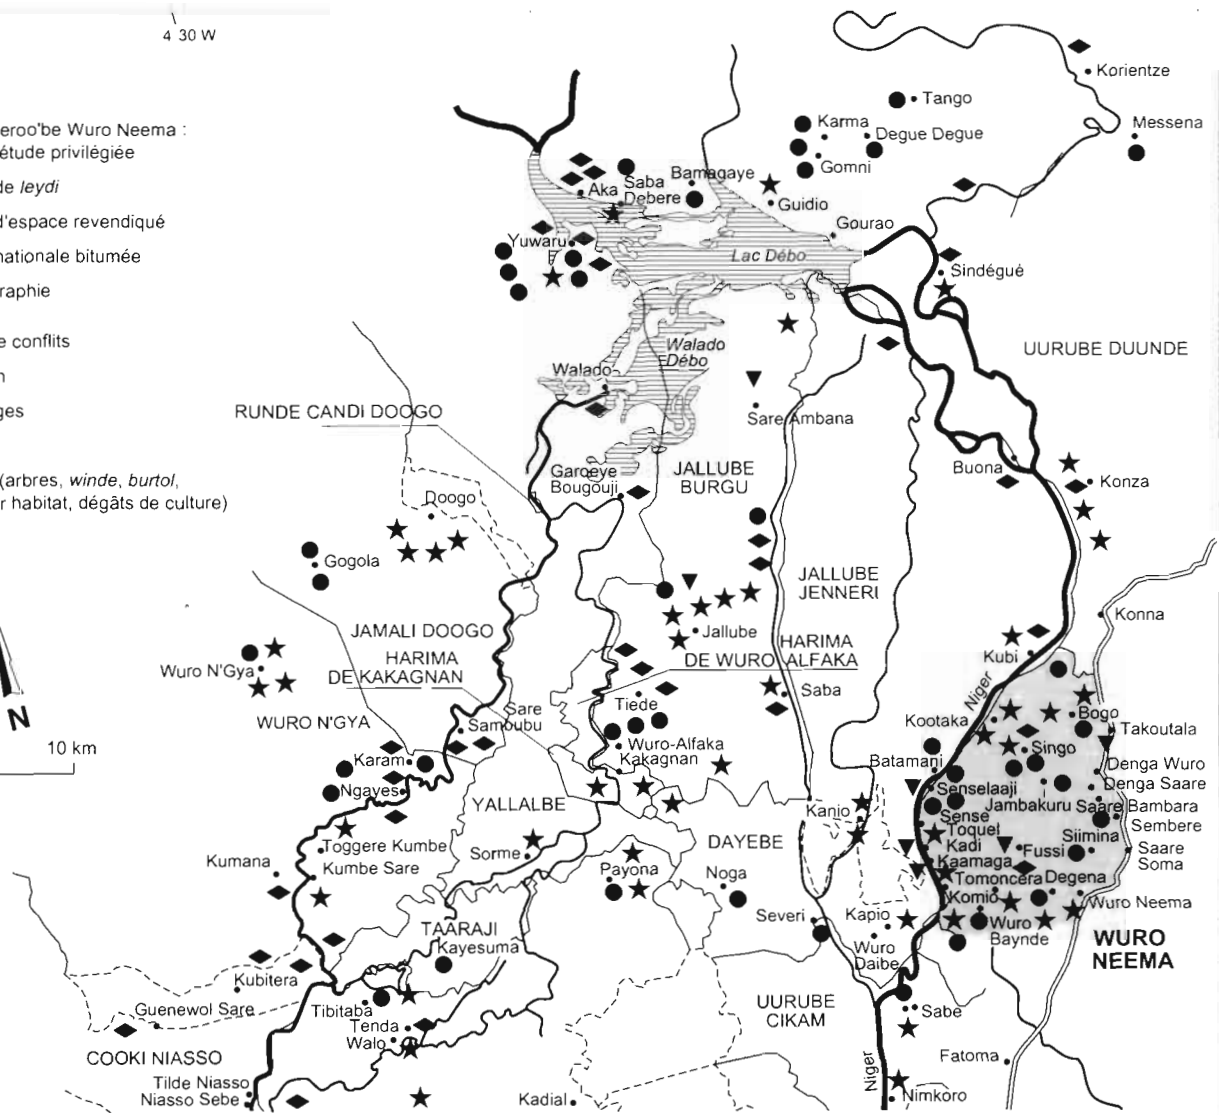 4 30 W
eroo'be Wuro Neema :
étude privilégiée
de leydi
d'espace revendiqué
nationale bitumée
raphie
e conflits
n
ges
(arbres, winde, burtol,
r habitat, dégâts de culture)
N
10 km
Korientze
Tango
Messena
Karma
Degue Degue
Gomni
Bamagaye
Saba
Debere
Aka
Guidio
Gourao
Yuwaru
Lac Débo
Sindégué
Walado
Débo
UURUBE DUUNDE
Walado
RUNDE CANDI DOOGO
Sare Ambana
Buona
Garoeye
Bougouji
JALLUBE
BURGU
Konza
Doogo
Gogola
JALLUBE
JENNERI
Konna
JAMALI DOOGO
Jallube
HARIMA
DE KAKAGNAN
HARIMA
DE WURO ALFAKA
Kubi
Wuro N'Gya
Niger
Saba
WURO N'GYA
Sare
Samoubu
Tiede
Kootaka
Bogo
Takoutala
Wuro-Alfaka
Kakagnan
Singo
Karam
Batamani
Denga Wuro
Denga Saare
Ngayes
Senselaaji
Jambakuru
Saare Bambara
YALLALBE
Kanio
Sense
Sembere
Toquel
Siimina
Toggere Kumbe
Sorme
DAYEBE
Kadi
Fussi
Saare
Soma
Kumana
Kumbe Sare
Payona
Noga
Kaamaga
Tomoncera
Degena
Komio
Wuro Neema
Severi
Kapio
Wuro
Baynde
TAARAJI
Kayesuma
Wuro
Daibe
WURO
NEEMA
Kubitera
Guenewol Sare
Tibitaba
UURUBE
CIKAM
Sabe
Tenda
Walo
COOKI NIASSO
Fatoma
Niger
Tilde Niasso
Niasso Sebe
Kadial
Nimkoro